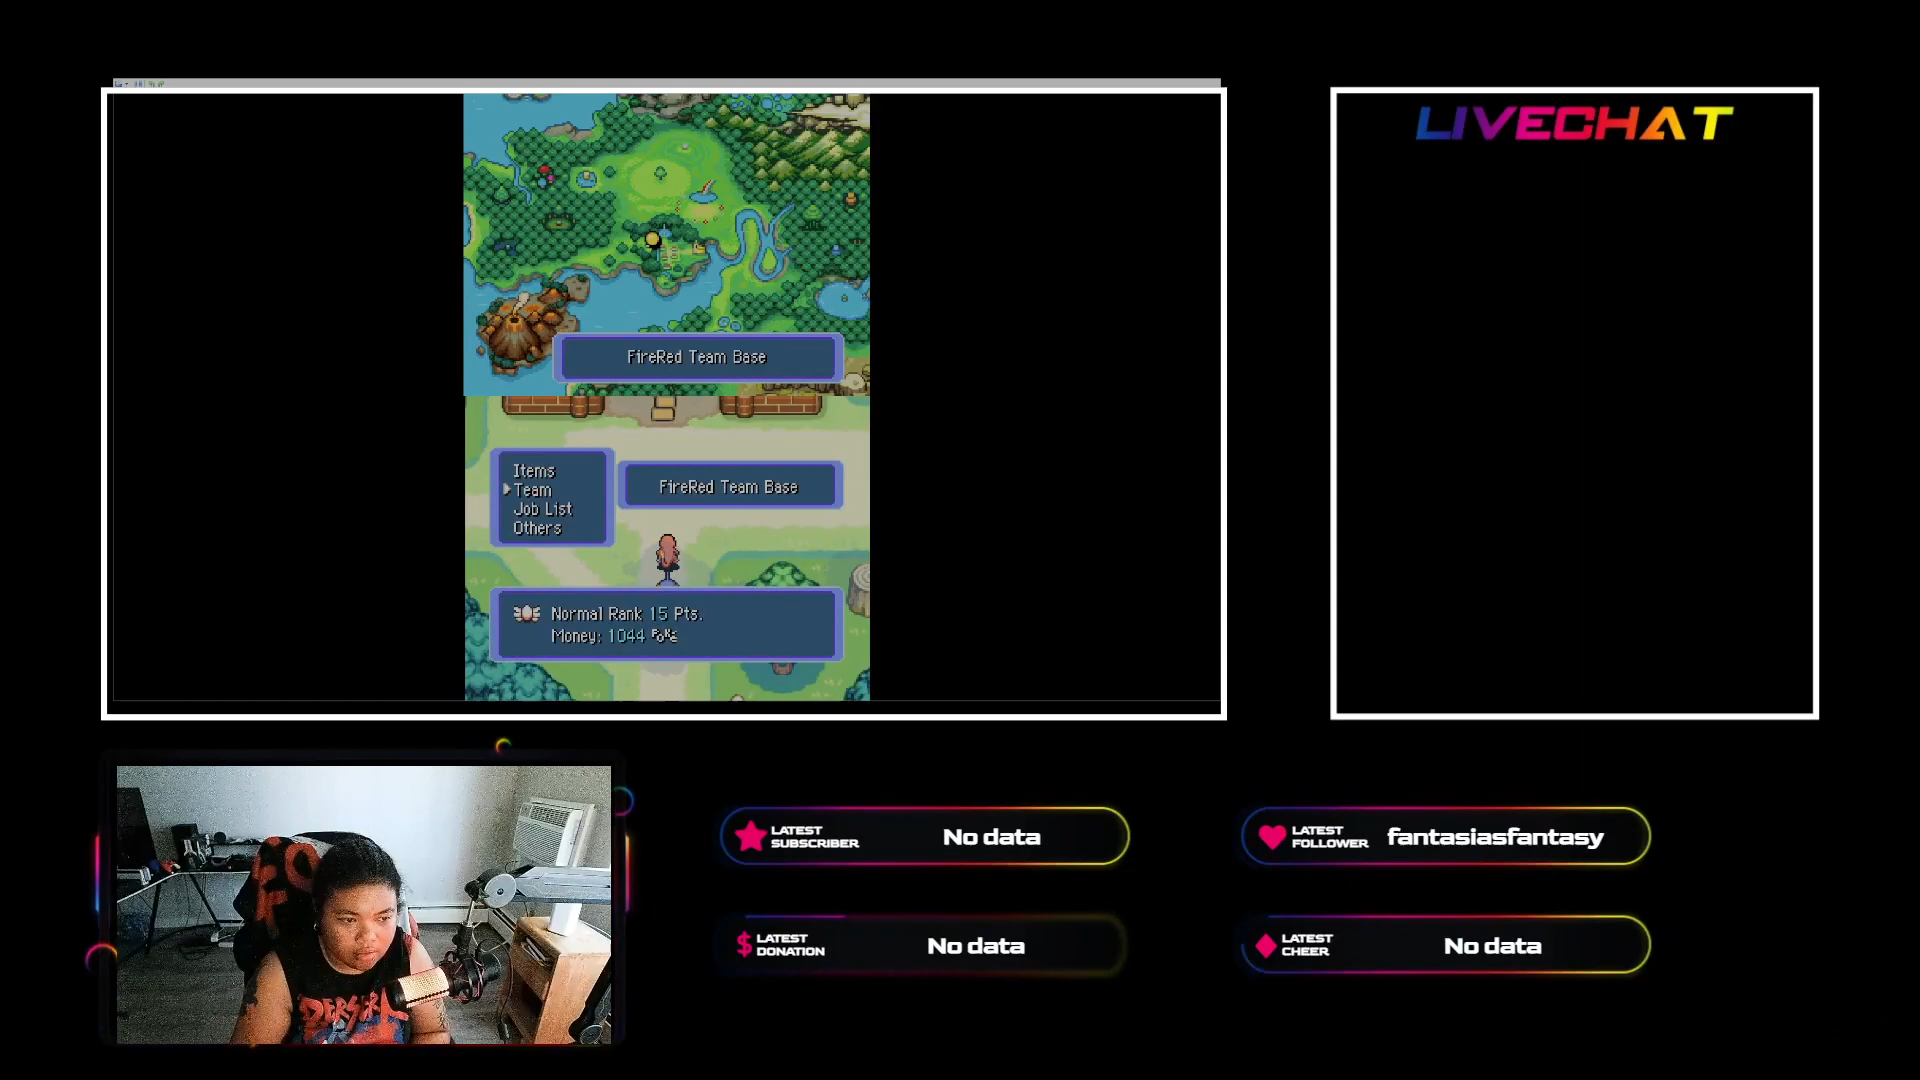 LIVECHAT
FireRed Team Base
Items
Team
Job List
Others
FireRed Team Base
Normal Rank 15 Pts.
Money: 1044 Poké
LATEST SUBSCRIBER
No data
LATEST FOLLOWER
fantasiasfantasy
LATEST DONATION
No data
LATEST CHEER
No data